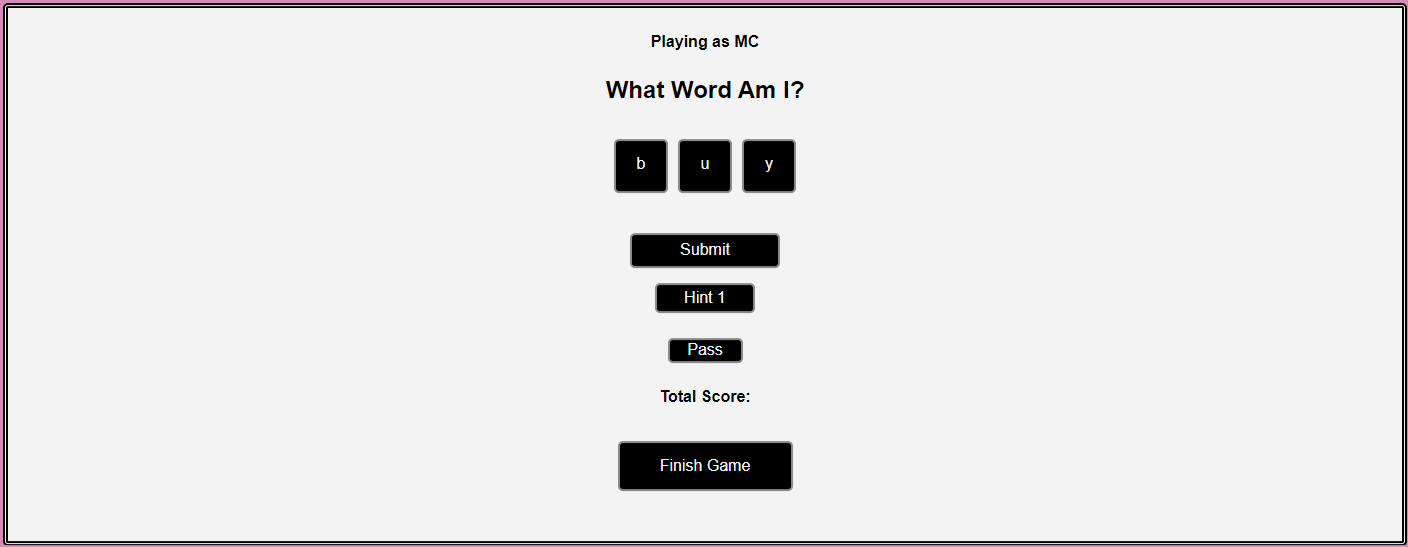 Playing as MC
What Word Am I?
b u y
Submit
Hint 1
Pass
Total Score:
Finish Game